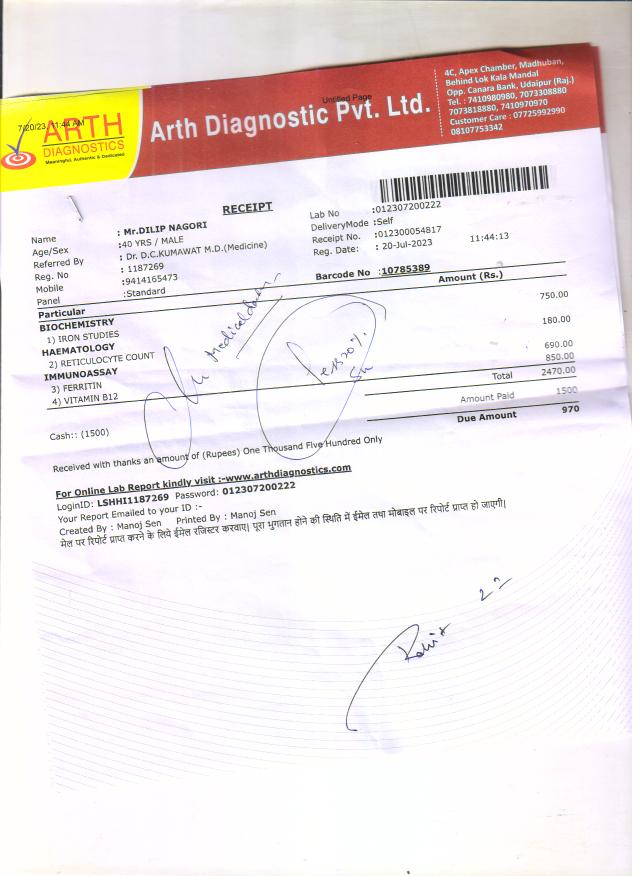 Untitled Page
7/20/23, 11:44 AM
ARTH
DIAGNOSTICS
Meaningful, Authentic & Dedicated
Arth Diagnostic Pvt. Ltd.
4C, Apex Chamber, Madhuban,
Behind Lok Kala Mandal
Opp. Canara Bank, Udaipur (Raj.)
Tel. : 7410980980, 7073308880
7073818880, 7410970970
Customer Care : 07725992990
08107753342
RECEIPT
Name : Mr.DILIP NAGORI
Age/Sex :40 YRS / MALE
Referred By : Dr. D.C.KUMAWAT M.D.(Medicine)
Reg. No : 1187269
Mobile :9414165473
Panel :Standard
Lab No :012307200222
DeliveryMode :Self
Receipt No. :012300054817
Reg. Date: : 20-Jul-2023 11:44:13
Barcode No :10785389
Particular Amount (Rs.)
BIOCHEMISTRY
1) IRON STUDIES 750.00
HAEMATOLOGY
2) RETICULOCYTE COUNT 180.00
IMMUNOASSAY
3) FERRITIN 690.00
4) VITAMIN B12 850.00
Total 2470.00
Cash:: (1500) Amount Paid 1500
Due Amount 970
Received with thanks an amount of (Rupees) One Thousand Five Hundred Only
For Online Lab Report kindly visit :-www.arthdiagnostics.com
LoginID: LSHHI1187269 Password: 012307200222
Your Report Emailed to your ID :-
Created By : Manoj Sen Printed By : Manoj Sen
मेल पर रिपोर्ट प्राप्त करने के लिये ईमेल रजिस्टर करवाए। पूरा भुगतान होने की स्थिति में ईमेल तथा मोबाइल पर रिपोर्ट प्राप्त हो जाएगी।